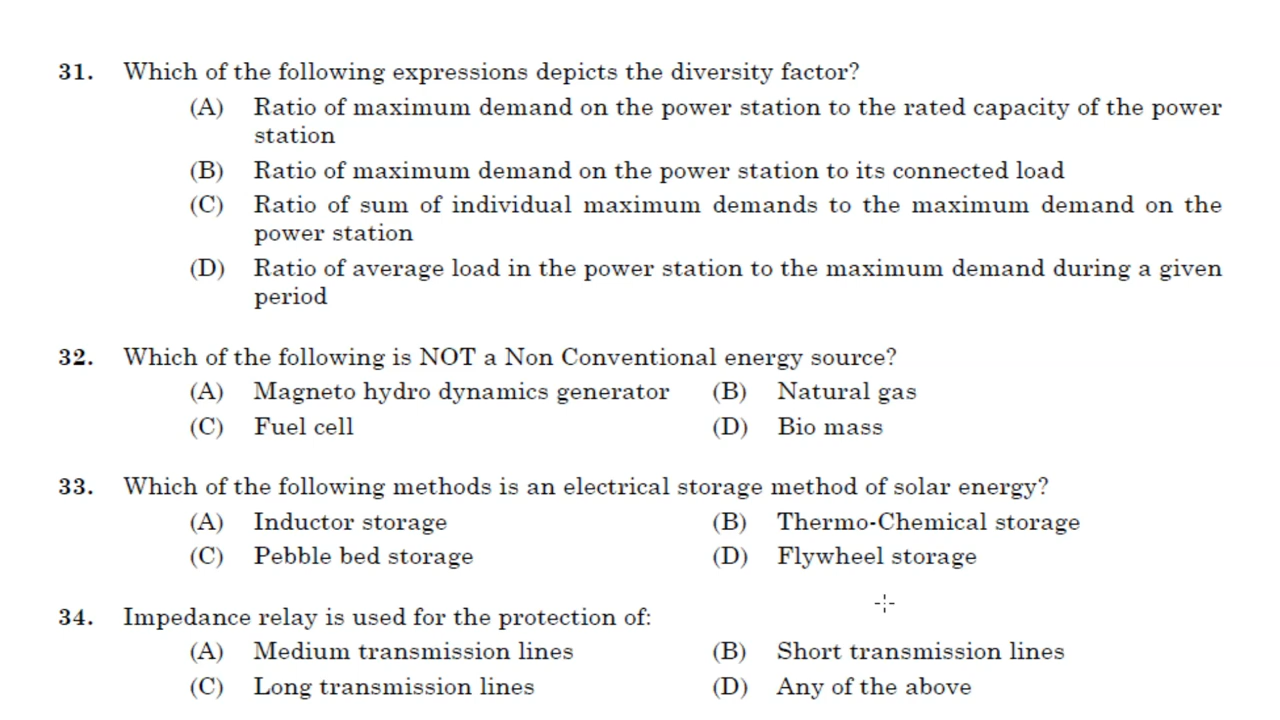 31. Which of the following expressions depicts the diversity factor?
(A) Ratio of maximum demand on the power station to the rated capacity of the power
station
(B) Ratio of maximum demand on the power station to its connected load
(C) Ratio of sum of individual maximum demands to the maximum demand on the
power station
(D) Ratio of average load in the power station to the maximum demand during a given
period
32. Which of the following is NOT a Non Conventional energy source?
(A) Magneto hydro dynamics generator (B) Natural gas
(C) Fuel cell (D) Bio mass
33. Which of the following methods is an electrical storage method of solar energy?
(A) Inductor storage (B) Thermo-Chemical storage
(C) Pebble bed storage (D) Flywheel storage
34. Impedance relay is used for the protection of:
(A) Medium transmission lines (B) Short transmission lines
(C) Long transmission lines (D) Any of the above